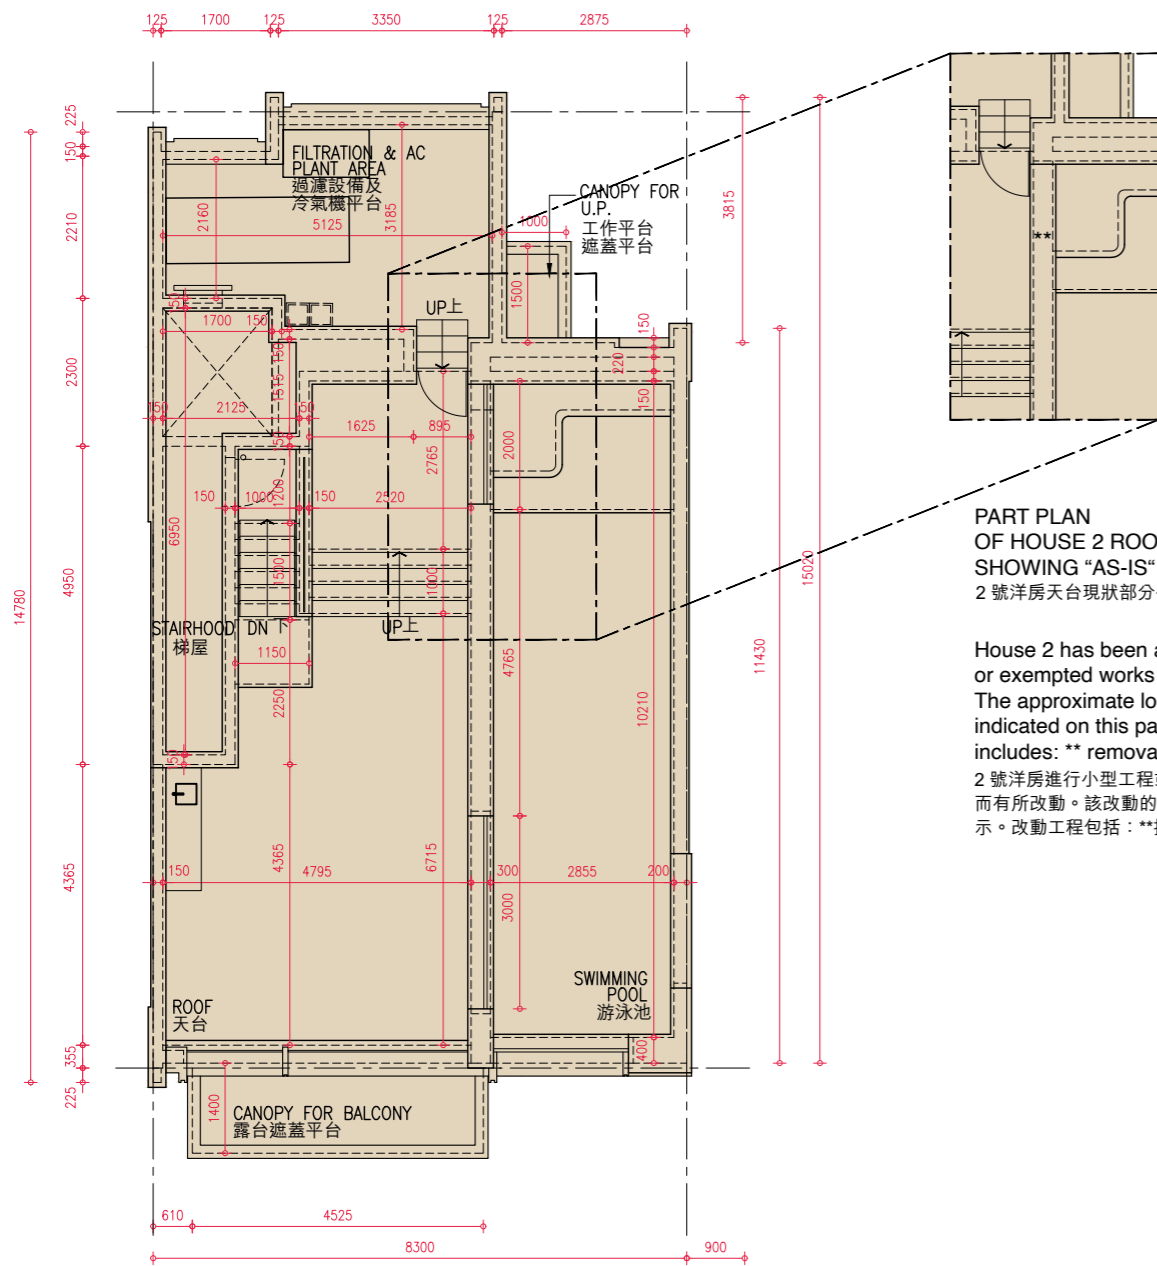 125 1700 125 3350 125 2875
225
150
2210
2300
4950
14780
4365
355
225
FILTRATION & AC
PLANT AREA
過濾設備及
冷氣機平台
2160
5125
3185
CANOPY FOR
U.P.
工作平台
遮蓋平台
1000
1500
3815
UP上
150
1700
150
150
1515
150
220
150
150
2125
150
1625
895
2765
2000
150
150
1000
1200
150
2520
6950
1500
1000
STAIRHOOD DN下
梯屋
UP上
1150
2250
4765
10210
11430
15020
150
4365
150
4795
6715
300
2855
200
3000
SWIMMING
POOL
游泳池
ROOF
天台
400
1400
CANOPY FOR BALCONY
露台遮蓋平台
610
4525
8300
900
**
PART PLAN
OF HOUSE 2 ROO
SHOWING “AS-IS“
2 號洋房天台現狀部分
House 2 has been a
or exempted works
The approximate lo
indicated on this pa
includes: ** remova
2 號洋房進行小型工程
而有所改動。該改動的
示。改動工程包括：**